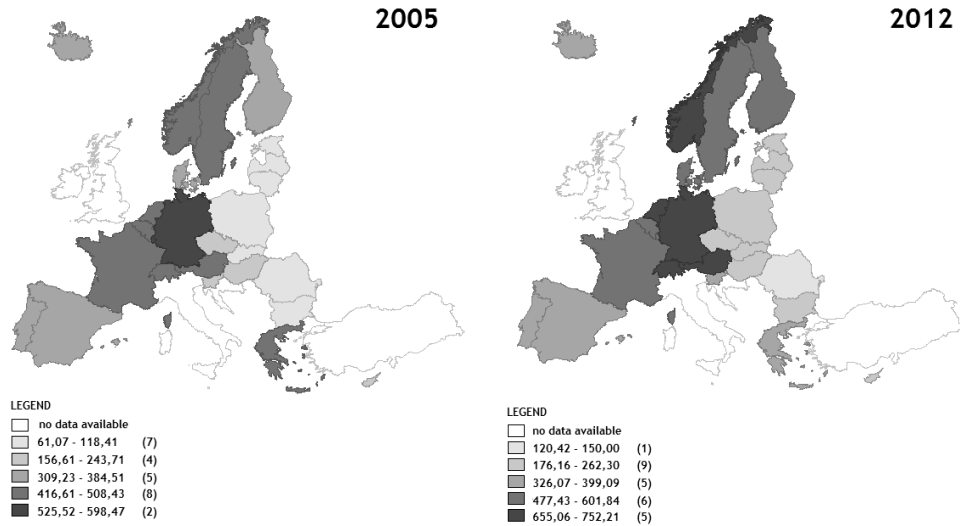 2005
2012
LEGEND
no data available
61,07 - 118,41 (7)
156,61 - 243,71 (4)
309,23 - 384,51 (5)
416,61 - 508,43 (8)
525,52 - 598,47 (2)
LEGEND
no data available
120,42 - 150,00 (1)
176,16 - 262,30 (9)
326,07 - 399,09 (5)
477,43 - 601,84 (6)
655,06 - 752,21 (5)